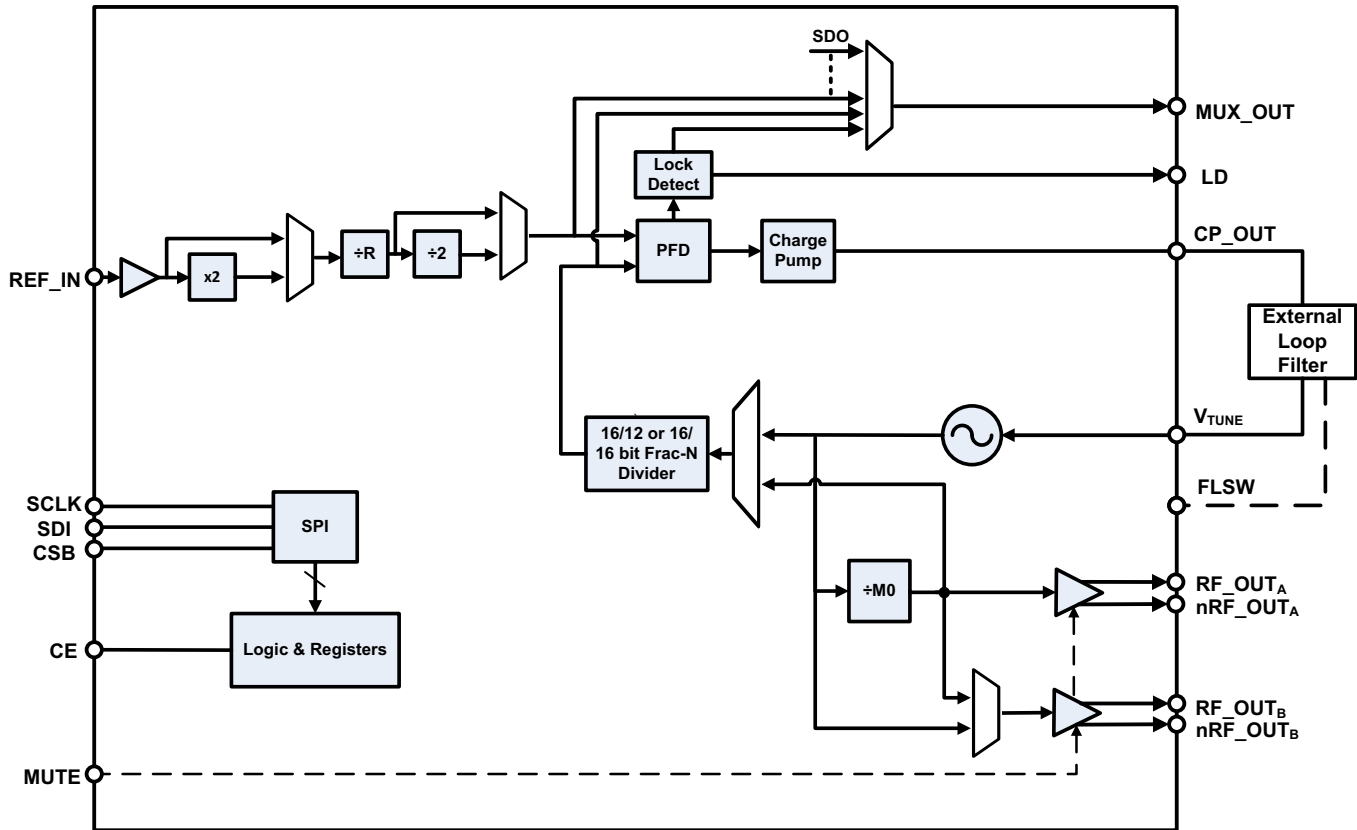 SDO
MUX_OUT
Lock
Detect
LD
CP_OUT
REF_IN
x2
÷R
÷2
PFD
Charge
Pump
External
Loop
Filter
VTUNE
16/12 or 16/
16 bit Frac-N
Divider
FLSW
SCLK
SDI
CSB
SPI
÷M0
RF_OUTA
nRF_OUTA
CE
Logic & Registers
RF_OUTB
nRF_OUTB
MUTE